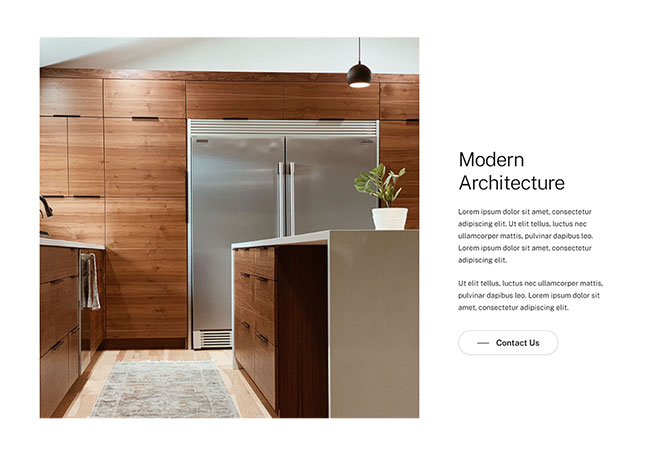 Modern
Architecture
Lorem ipsum dolor sit amet, consectetur
adipiscing elit. Ut elit tellus, luctus nec
ullamcorper mattis, pulvinar dapibus leo.
Lorem ipsum dolor sit amet, consectetur
adipiscing elit.
Ut elit tellus, luctus nec ullamcorper mattis,
pulvinar dapibus leo. Lorem ipsum dolor sit
amet, consectetur adipiscing elit.
Contact Us